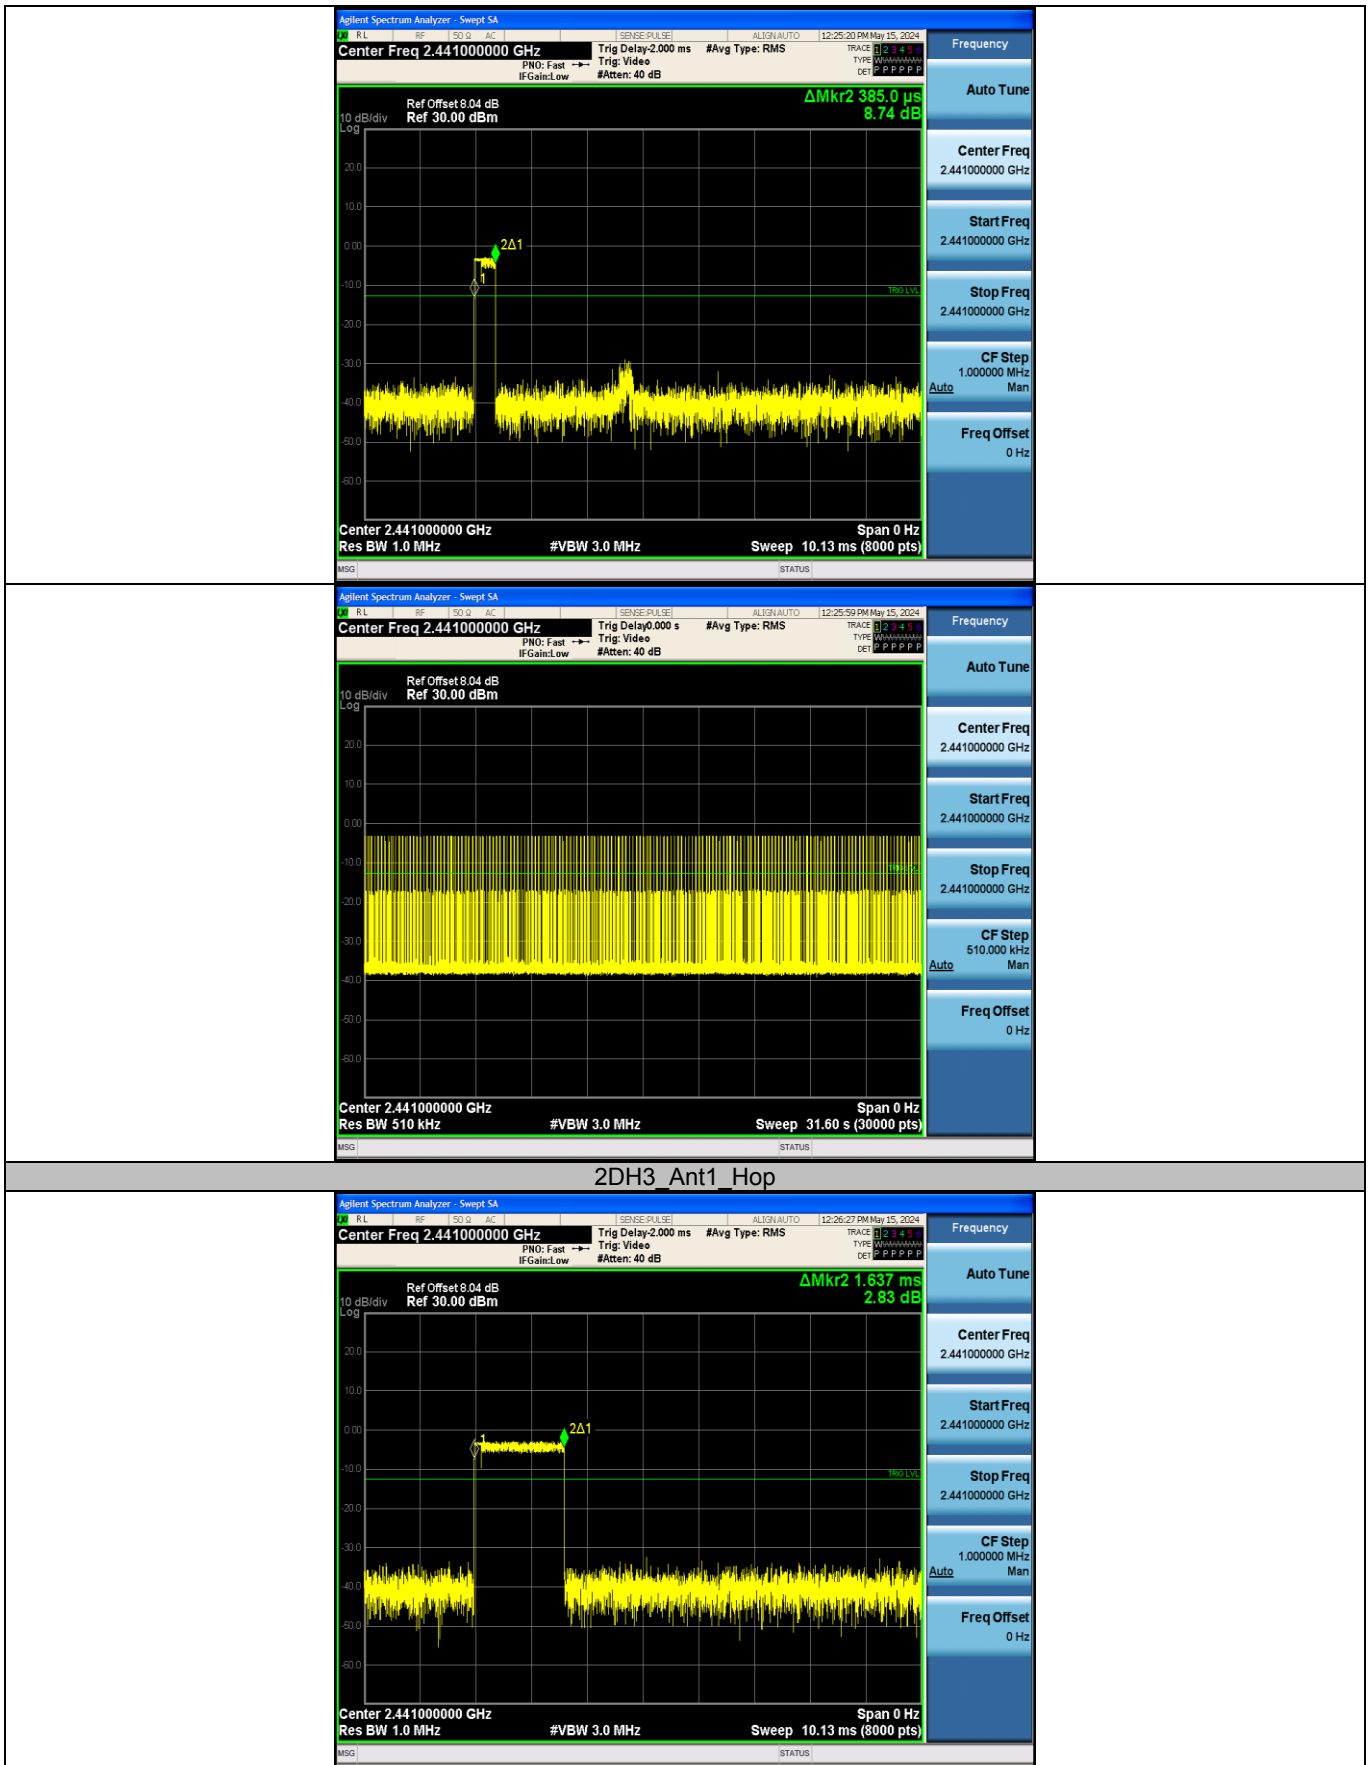 Agilent Spectrum Analyzer - Swept SA
RL RF 50 Ω AC SENSE:PULSE ALIGNAUTO 12:25:20 PM May 15, 2024
Center Freq 2.441000000 GHz Trig Delay-2.000 ms #Avg Type: RMS TRACE 1 2 3 4 5 6
PNO: Fast Trig: Video TYPE
IFGain:Low #Atten: 40 dB DET P P P P P P
Frequency
ΔMkr2 385.0 µs
8.74 dB
Ref Offset 8.04 dB
10 dB/div Ref 30.00 dBm
Log
20.0
10.0
0.00
-10.0
-20.0
-30.0
-40.0
-50.0
-60.0
2Δ1
1
TRIG LVL
Center 2.441000000 GHz Span 0 Hz
Res BW 1.0 MHz #VBW 3.0 MHz Sweep 10.13 ms (8000 pts)
MSG STATUS
Auto Tune
Center Freq
2.441000000 GHz
Start Freq
2.441000000 GHz
Stop Freq
2.441000000 GHz
CF Step
1.000000 MHz
Auto Man
Freq Offset
0 Hz
Agilent Spectrum Analyzer - Swept SA
RL RF 50 Ω AC SENSE:PULSE ALIGNAUTO 12:25:59 PM May 15, 2024
Center Freq 2.441000000 GHz Trig Delay0.000 s #Avg Type: RMS TRACE 1 2 3 4 5 6
PNO: Fast Trig: Video TYPE
IFGain:Low #Atten: 40 dB DET P P P P P P
Frequency
Ref Offset 8.04 dB
10 dB/div Ref 30.00 dBm
Log
20.0
10.0
0.00
-10.0
-20.0
-30.0
-40.0
-50.0
-60.0
Center 2.441000000 GHz Span 0 Hz
Res BW 510 kHz #VBW 3.0 MHz Sweep 31.60 s (30000 pts)
MSG STATUS
Auto Tune
Center Freq
2.441000000 GHz
Start Freq
2.441000000 GHz
Stop Freq
2.441000000 GHz
CF Step
510.000 kHz
Auto Man
Freq Offset
0 Hz
2DH3_Ant1_Hop
Agilent Spectrum Analyzer - Swept SA
RL RF 50 Ω AC SENSE:PULSE ALIGNAUTO 12:26:27 PM May 15, 2024
Center Freq 2.441000000 GHz Trig Delay-2.000 ms #Avg Type: RMS TRACE 1 2 3 4 5 6
PNO: Fast Trig: Video TYPE
IFGain:Low #Atten: 40 dB DET P P P P P P
Frequency
ΔMkr2 1.637 ms
2.83 dB
Ref Offset 8.04 dB
10 dB/div Ref 30.00 dBm
Log
20.0
10.0
0.00
-10.0
-20.0
-30.0
-40.0
-50.0
-60.0
2Δ1
1
TRIG LVL
Center 2.441000000 GHz Span 0 Hz
Res BW 1.0 MHz #VBW 3.0 MHz Sweep 10.13 ms (8000 pts)
MSG STATUS
Auto Tune
Center Freq
2.441000000 GHz
Start Freq
2.441000000 GHz
Stop Freq
2.441000000 GHz
CF Step
1.000000 MHz
Auto Man
Freq Offset
0 Hz